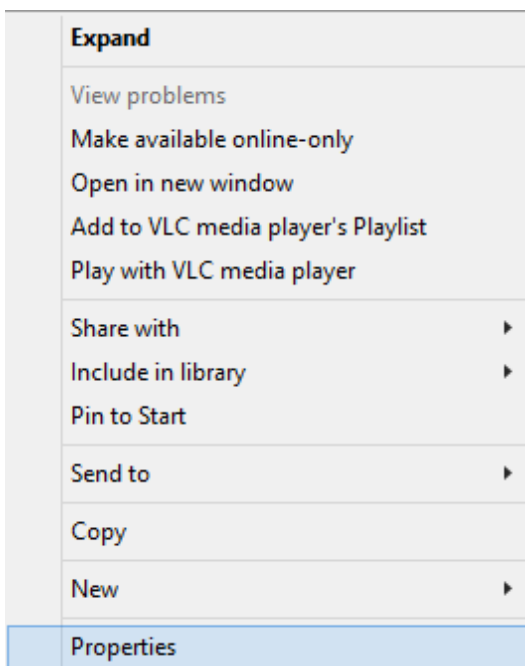 Expand
View problems
Make available online-only
Open in new window
Add to VLC media player's Playlist
Play with VLC media player
Share with
Include in library
Pin to Start
Send to
Copy
New
Properties